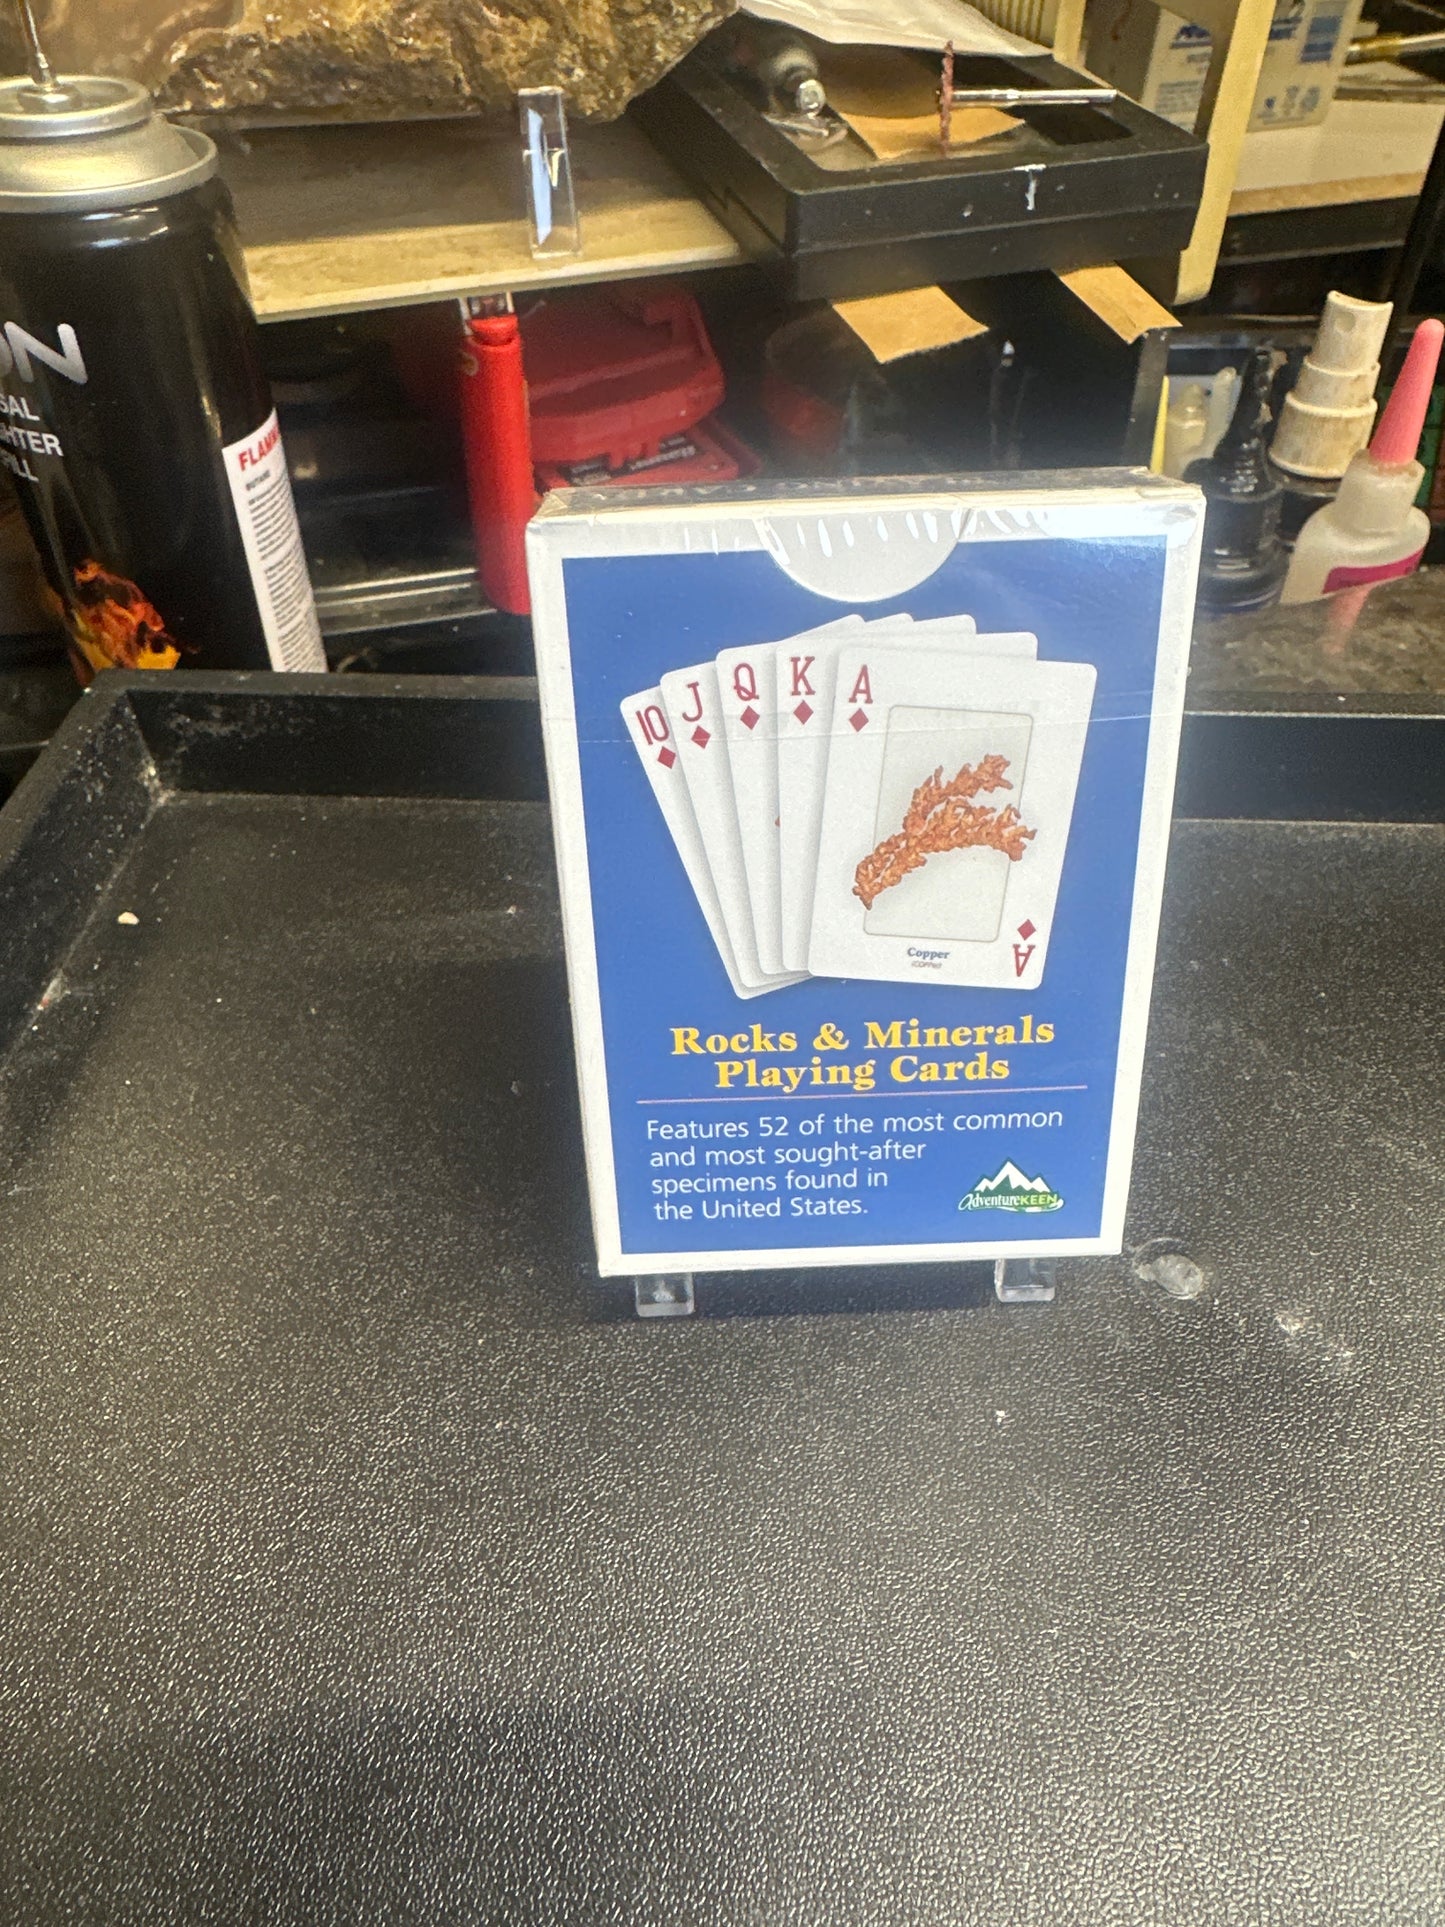 FLAM
10
J
Q
K
A
Copper
A
Rocks & Minerals
Playing Cards
Features 52 of the most common
and most sought-after
specimens found in
the United States.
AdventureKEEN